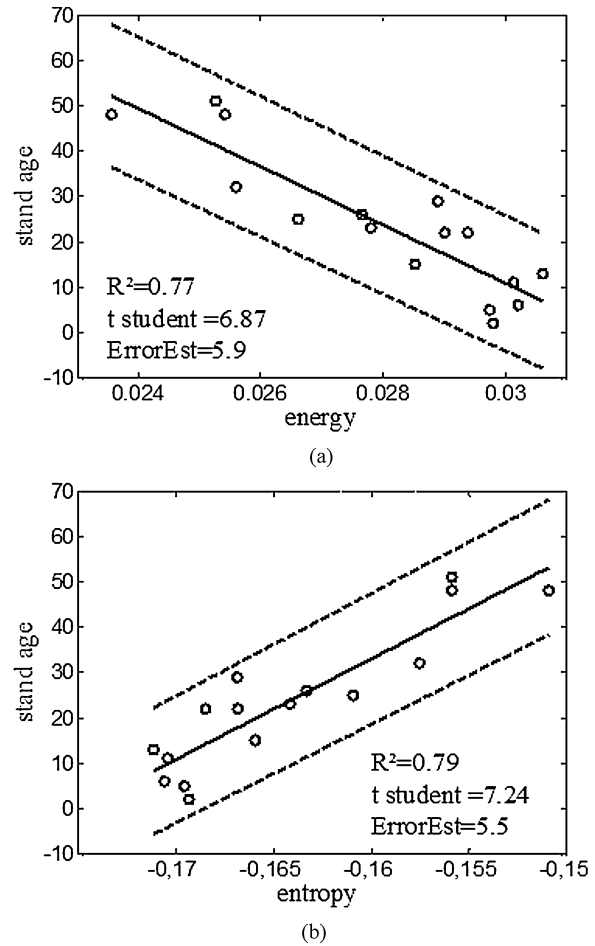 70
60
50
40
30
20
10
0
-10
stand age
R²=0.77
t student =6.87
ErrorEst=5.9
0.024 0.026 0.028 0.03
energy
(a)
70
60
50
40
30
20
10
0
-10
stand age
R²=0.79
t student =7.24
ErrorEst=5.5
-0,17 -0,165 -0,16 -0,155 -0,15
entropy
(b)